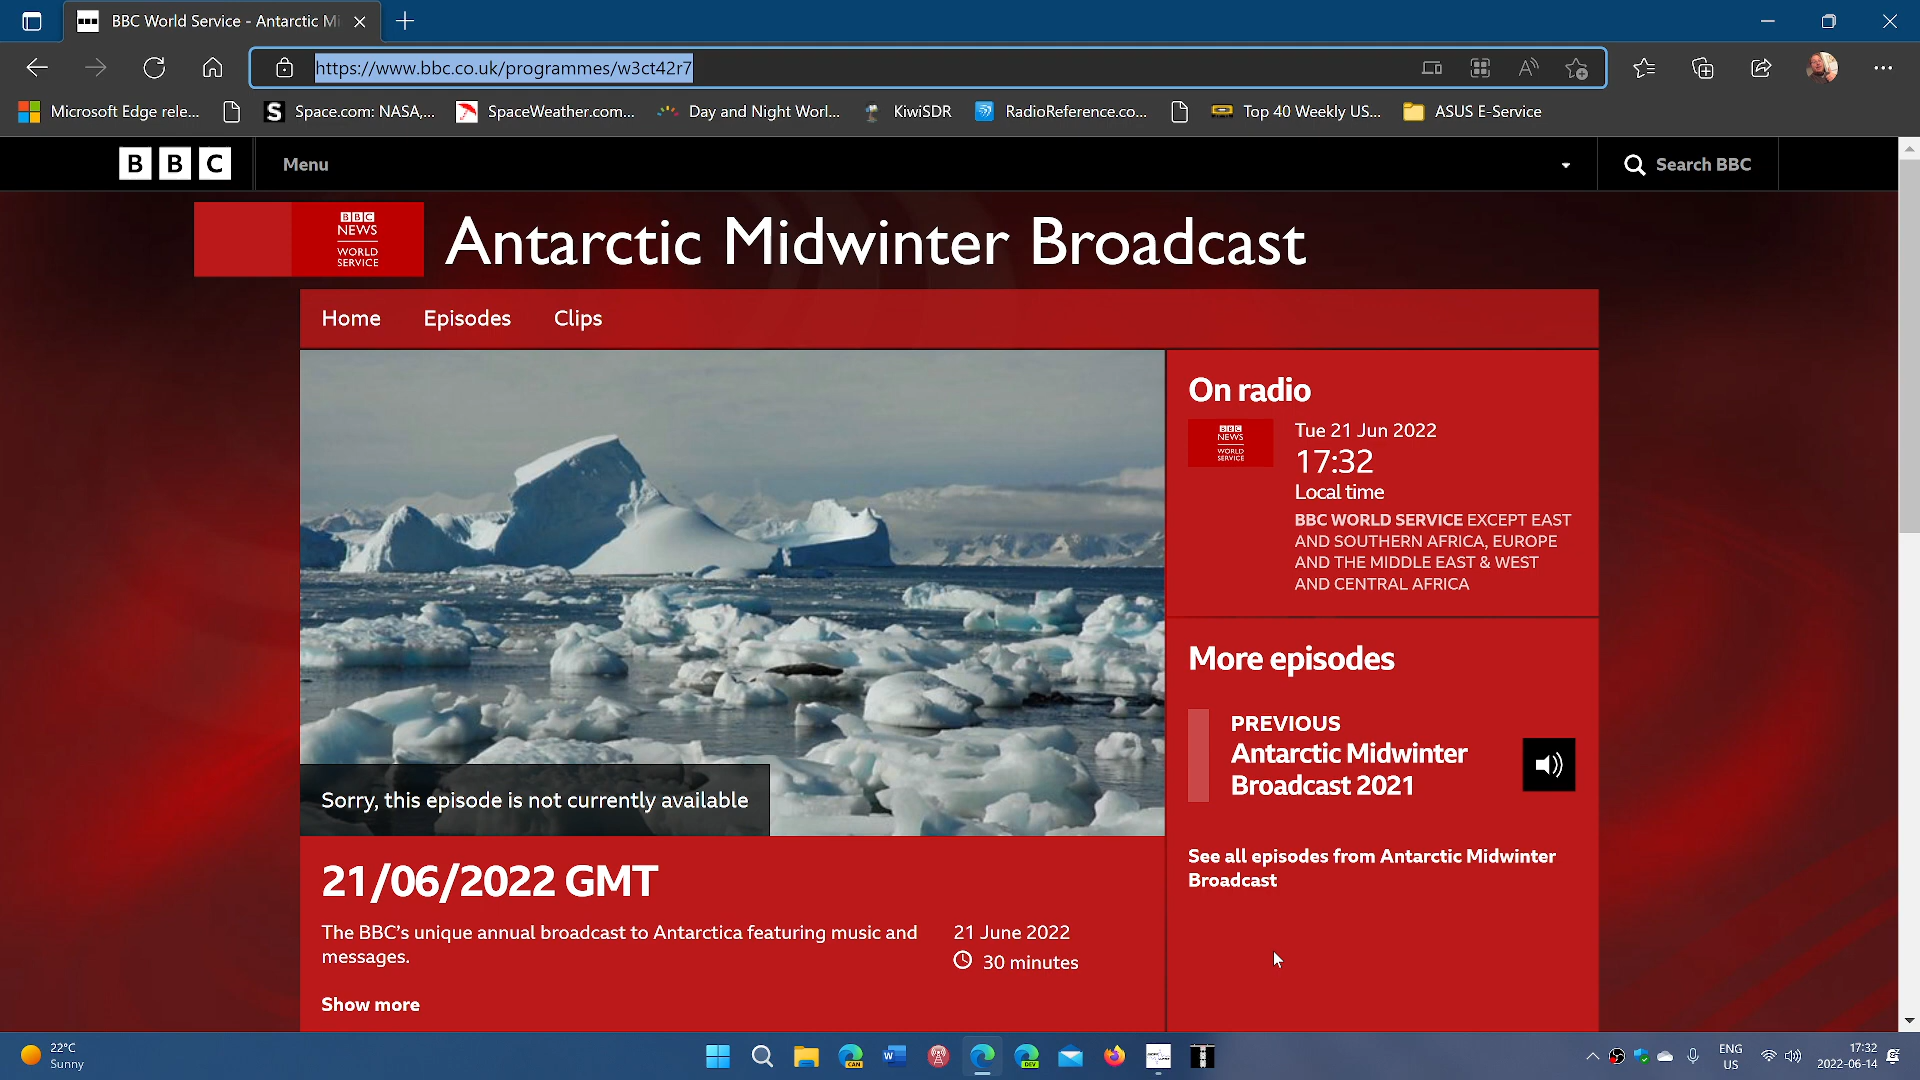 BBC World Service - Antarctic Mi
https://www.bbc.co.uk/programmes/w3ct42r7
Microsoft Edge rele...
Space.com: NASA,...
SpaceWeather.com...
Day and Night Worl...
KiwiSDR
RadioReference.co...
Top 40 Weekly US...
ASUS E-Service
BBC
Menu
Search BBC
BBC
NEWS
WORLD
SERVICE
Antarctic Midwinter Broadcast
Home
Episodes
Clips
Sorry, this episode is not currently available
On radio
BBC
NEWS
WORLD
SERVICE
Tue 21 Jun 2022
17:32
Local time
BBC WORLD SERVICE EXCEPT EAST
AND SOUTHERN AFRICA, EUROPE
AND THE MIDDLE EAST & WEST
AND CENTRAL AFRICA
More episodes
PREVIOUS
Antarctic Midwinter
Broadcast 2021
See all episodes from Antarctic Midwinter
Broadcast
21/06/2022 GMT
The BBC's unique annual broadcast to Antarctica featuring music and
messages.
21 June 2022
30 minutes
Show more
22°C
Sunny
CAN
DEV
ENG
US
17:32
2022-06-14